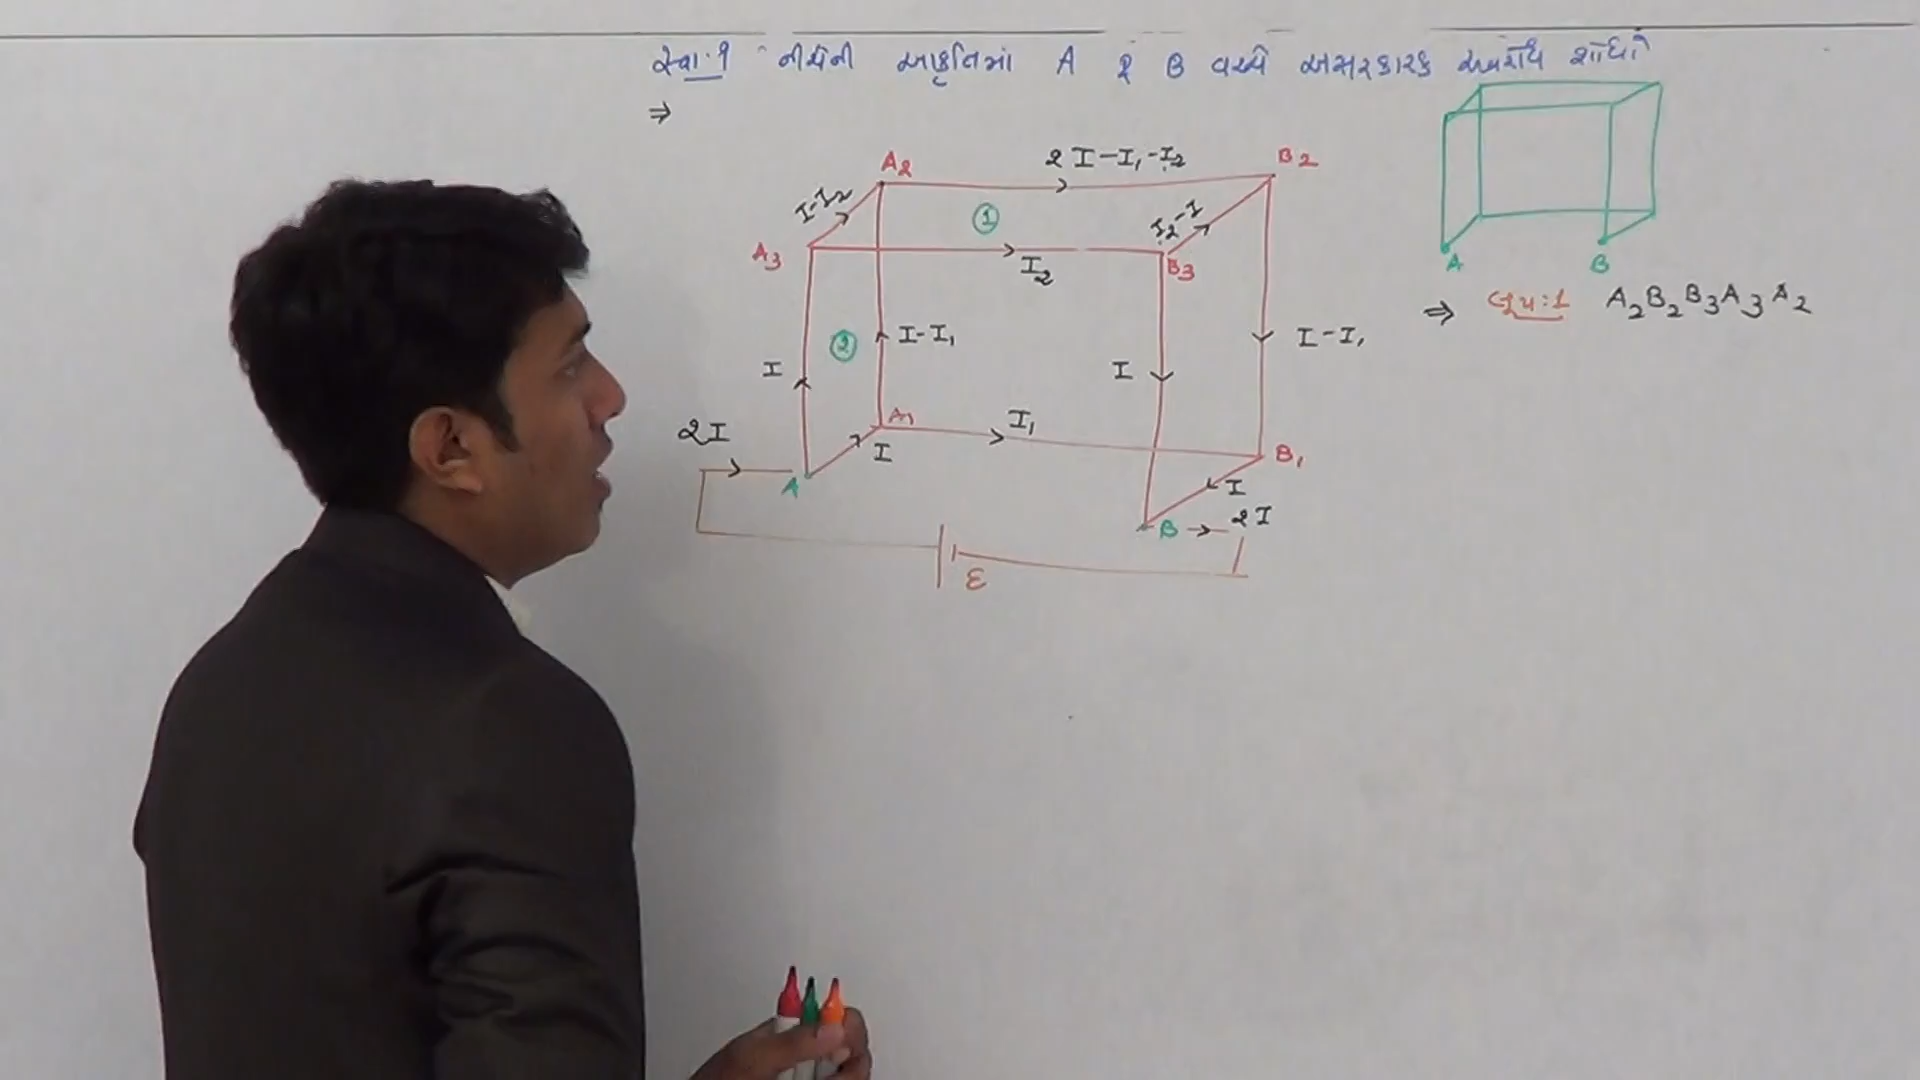 સ્વા.૧ નીચેની આકૃતિમાં A ૨ B વચ્ચે અસરકારક અવરોધ શોધો
⇒
A₂ 2I-I₁-I₂ B₂
I-I₂ ① I₂-I
A₃ I₂ B₃
A B
⇒ લૂપ:1 A₂B₂B₃A₃A₂
② I-I₁ I-I₁
I I
2I A₁ I₁
I B₁
A I
B → 2I
ε